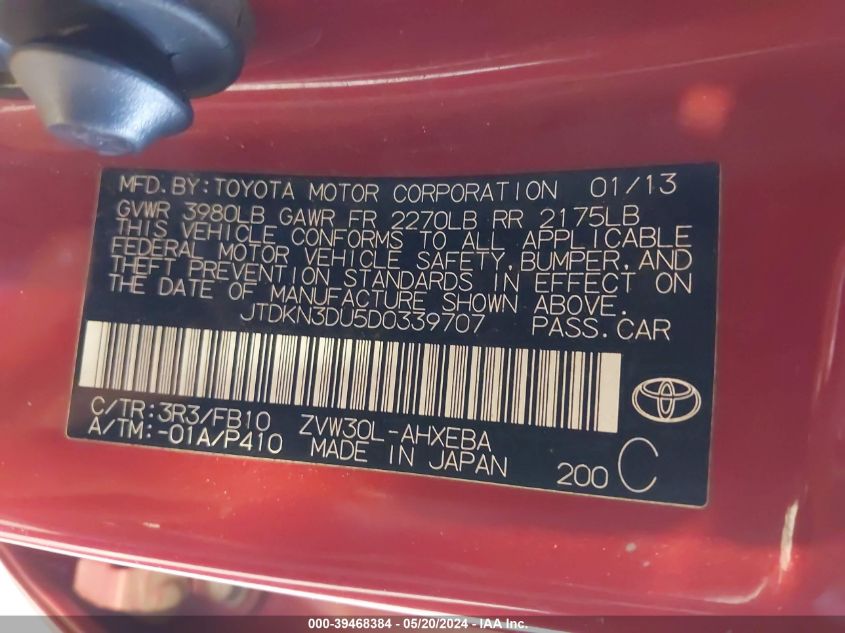 MFD. BY: TOYOTA MOTOR CORPORATION 01/13
GVWR 3980LB GAWR FR 2270LB RR 2175LB
THIS VEHICLE CONFORMS TO ALL APPLICABLE
FEDERAL MOTOR VEHICLE SAFETY, BUMPER, AND
THEFT PREVENTION STANDARDS IN EFFECT ON
THE DATE OF MANUFACTURE SHOWN ABOVE.
JTDKN3DU5D0339707 PASS. CAR
C/TR: 3R3/FB10 ZVW30L-AHXEBA
A/TM: -01A/P410 MADE IN JAPAN
200 C
000-39468384 - 05/20/2024 - IAA Inc.